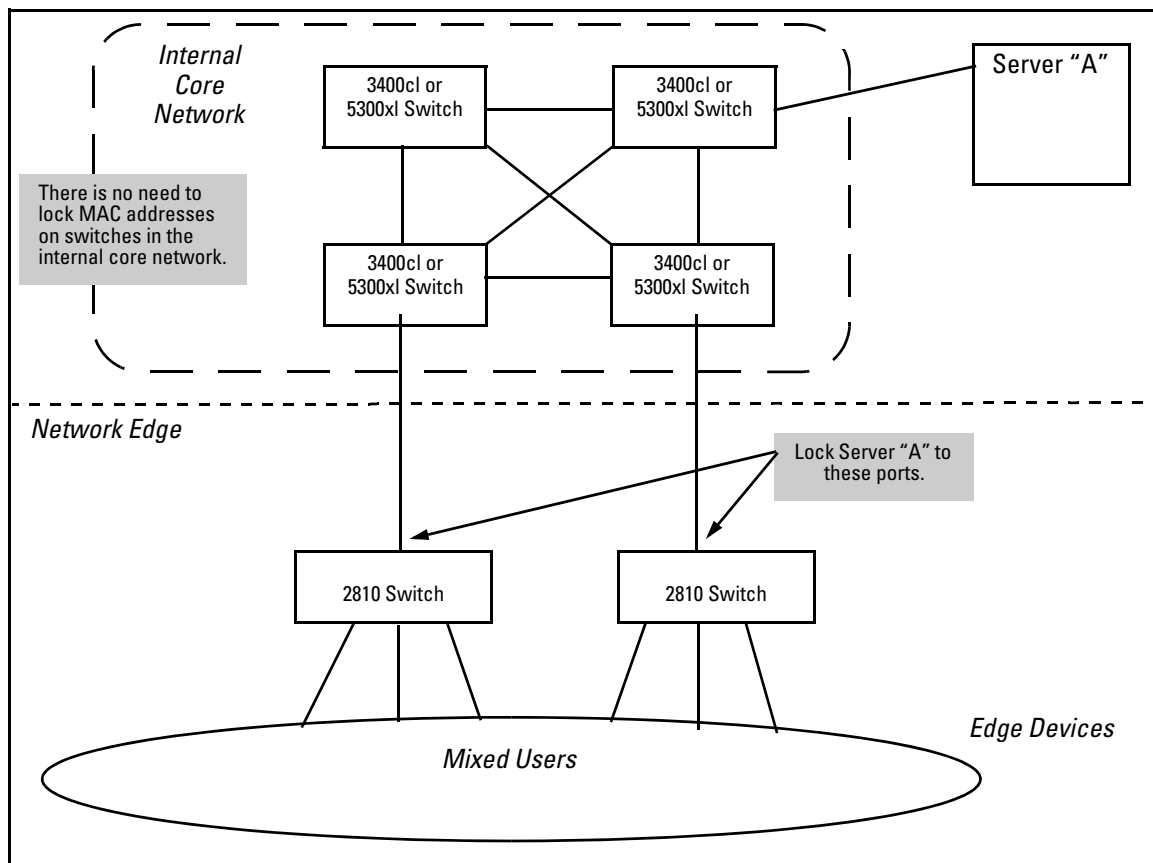 Internal
Core
Network
3400cl or
5300xl Switch
3400cl or
5300xl Switch
Server “A”
There is no need to
lock MAC addresses
on switches in the
internal core network.
3400cl or
5300xl Switch
3400cl or
5300xl Switch
Network Edge
Lock Server “A” to
these ports.
2810 Switch
2810 Switch
Edge Devices
Mixed Users